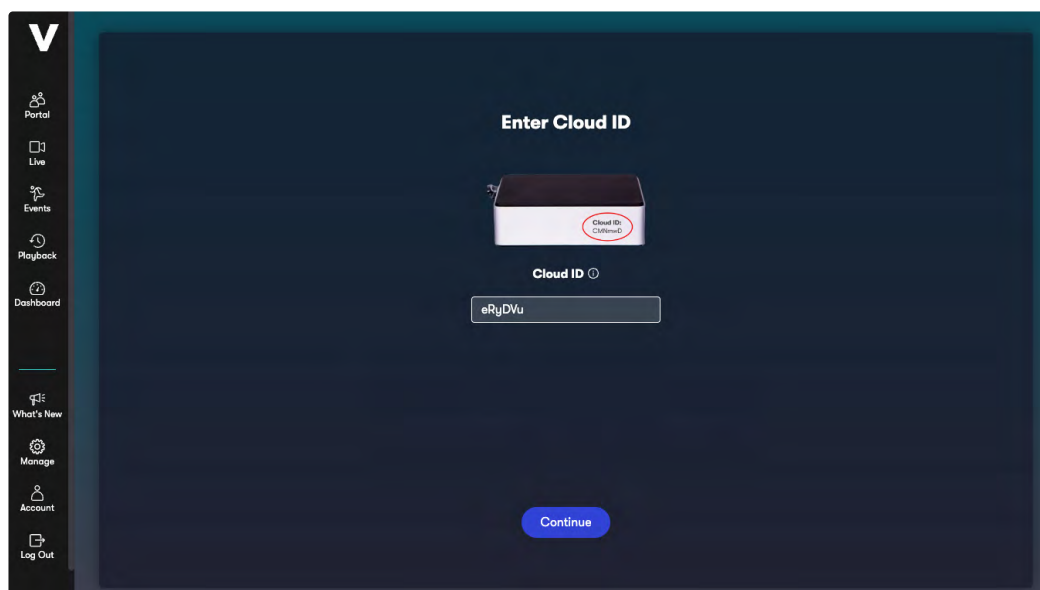 V
Portal
Live
Events
Playback
Dashboard
What's New
Manage
Account
Log Out
Enter Cloud ID
Cloud ID:
CMNmwD
Cloud ID
eRyDVu
Continue